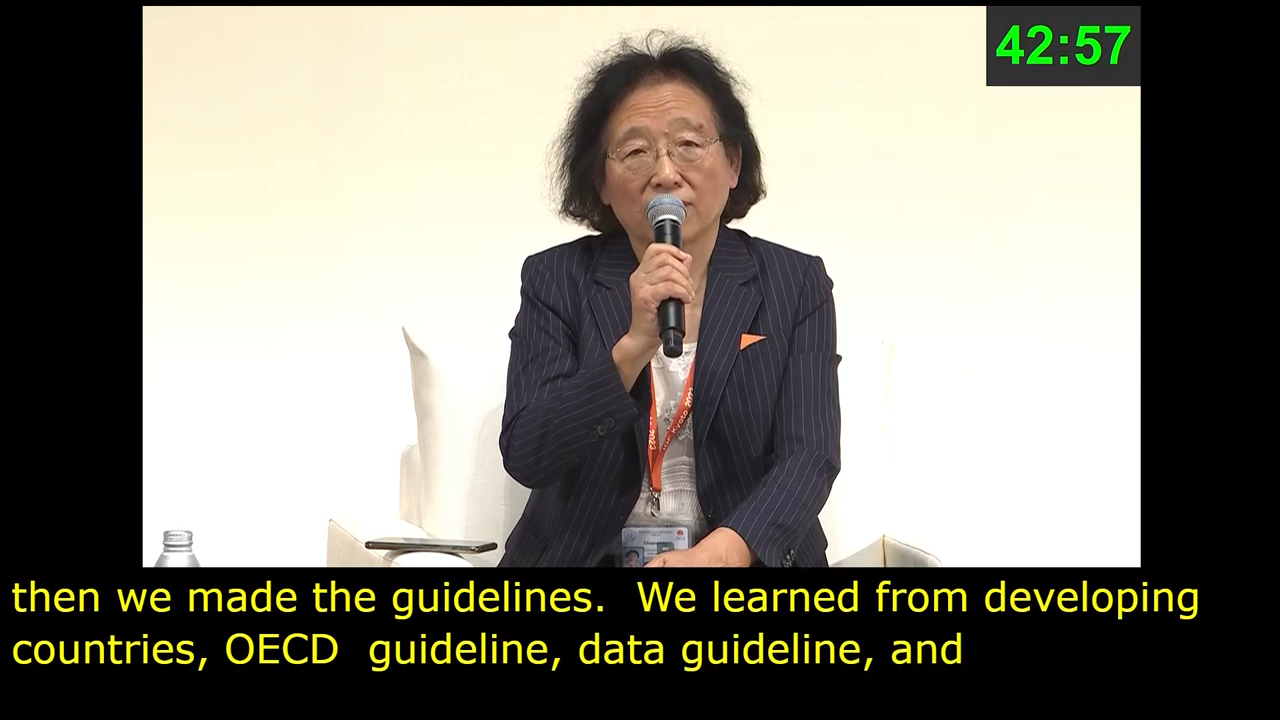 42:57
then we made the guidelines.  We learned from developing
countries, OECD  guideline, data guideline, and